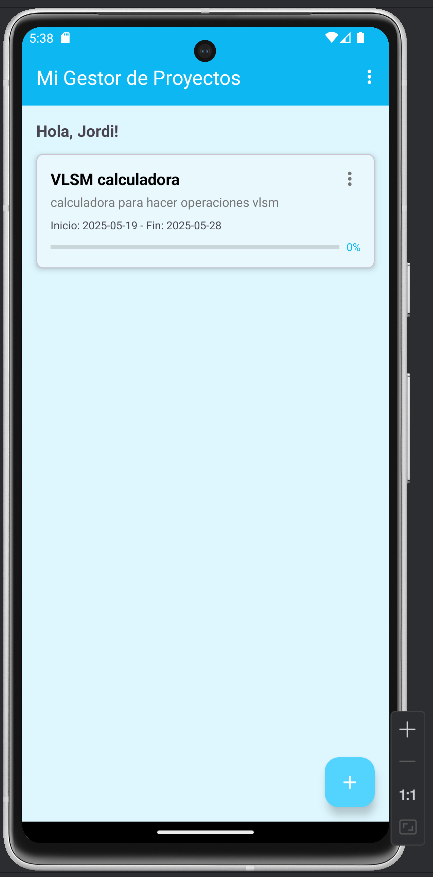 5:38
Mi Gestor de Proyectos
Hola, Jordi!
VLSM calculadora
calculadora para hacer operaciones vlsm
Inicio: 2025-05-19 - Fin: 2025-05-28
0%
+
1:1